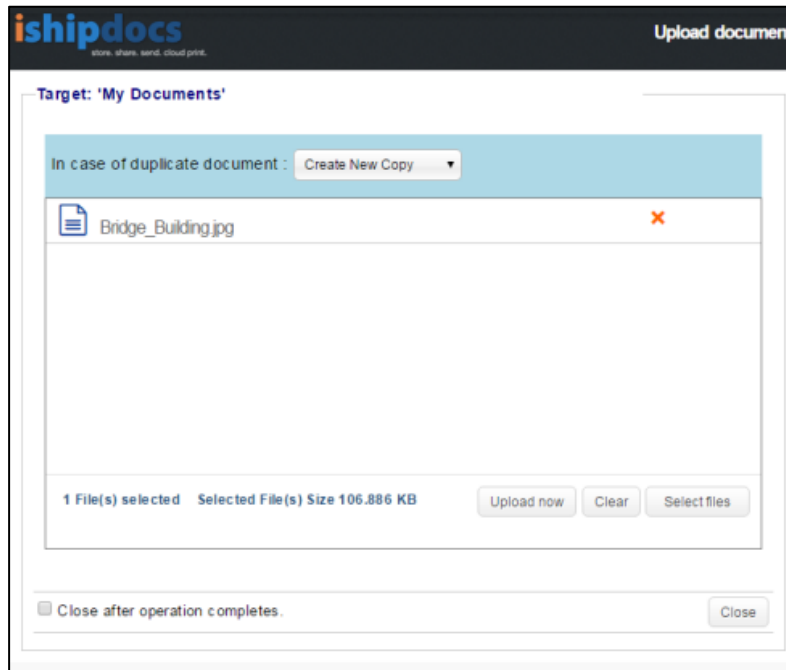 ishipdocs
store. share. send. cloud print.
Upload documen
Target: 'My Documents'
In case of duplicate document : Create New Copy
Bridge_Building.jpg
1 File(s) selected Selected File(s) Size 106.886 KB Upload now Clear Select files
Close after operation completes. Close